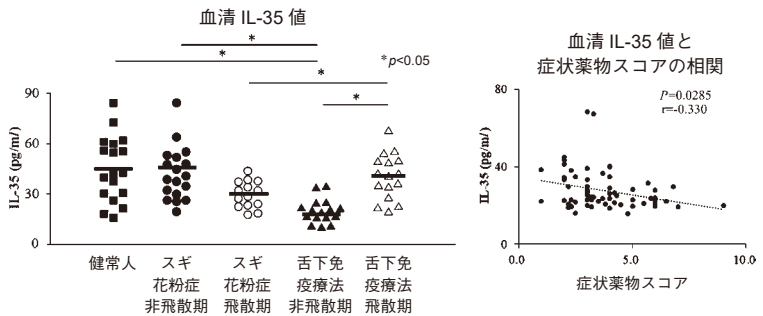 血清 IL-35 値
*
*
*p<0.05
*
*
IL-35 (pg/ml)
90
60
30
0
健常人
スギ
花粉症
非飛散期
スギ
花粉症
飛散期
舌下免
疫療法
非飛散期
舌下免
疫療法
飛散期
血清 IL-35 値と
症状薬物スコアの相関
P=0.0285
r=-0.330
IL-35 (pg/ml)
80
40
0
0.0
5.0
10.0
症状薬物スコア